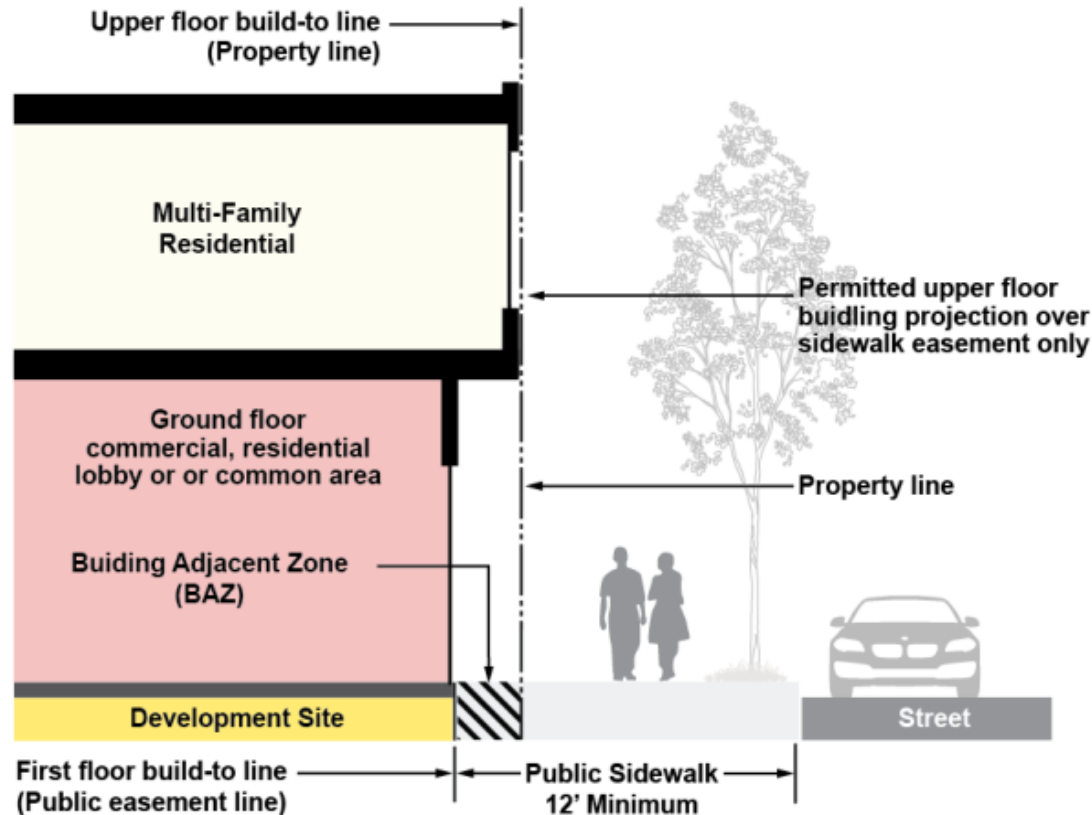 Upper floor build-to line
(Property line)
Multi-Family
Residential
Permitted upper floor
buidling projection over
sidewalk easement only
Ground floor
commercial, residential
lobby or or common area
Property line
Buiding Adjacent Zone
(BAZ)
Development Site
Street
First floor build-to line
(Public easement line)
Public Sidewalk
12' Minimum